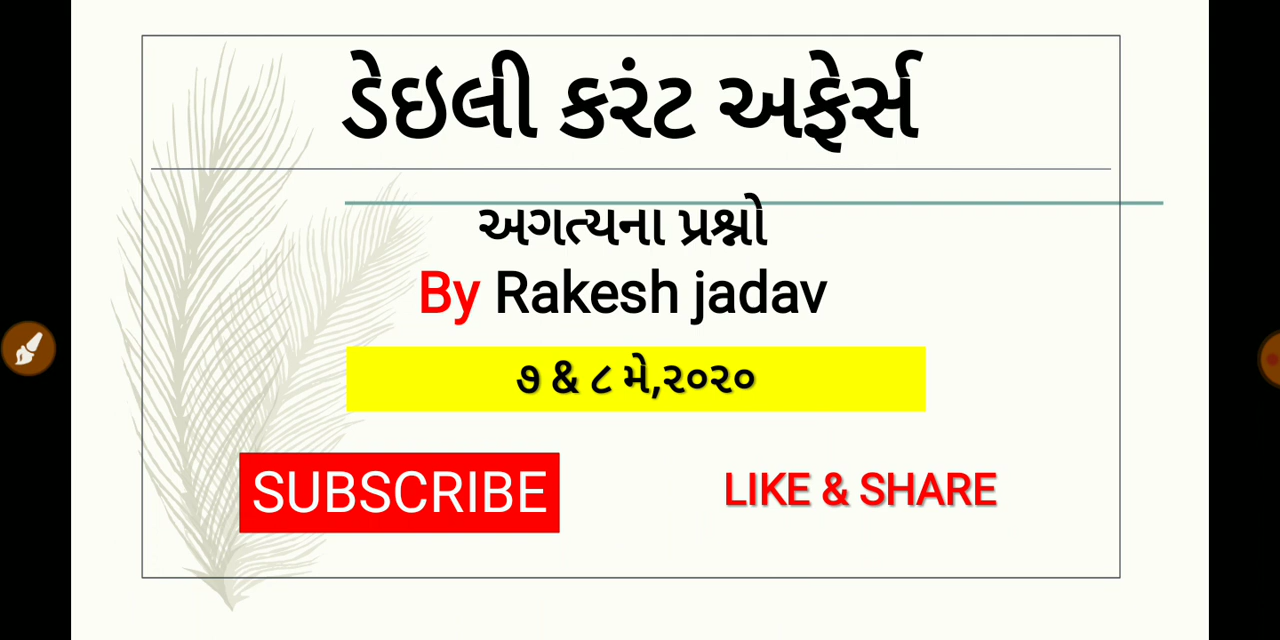 ડેઇલી કરંટ અફેર્સ
અગત્યના પ્રશ્નો
By Rakesh jadav
૭ & ૮ મે,૨૦૨૦
SUBSCRIBE
LIKE & SHARE